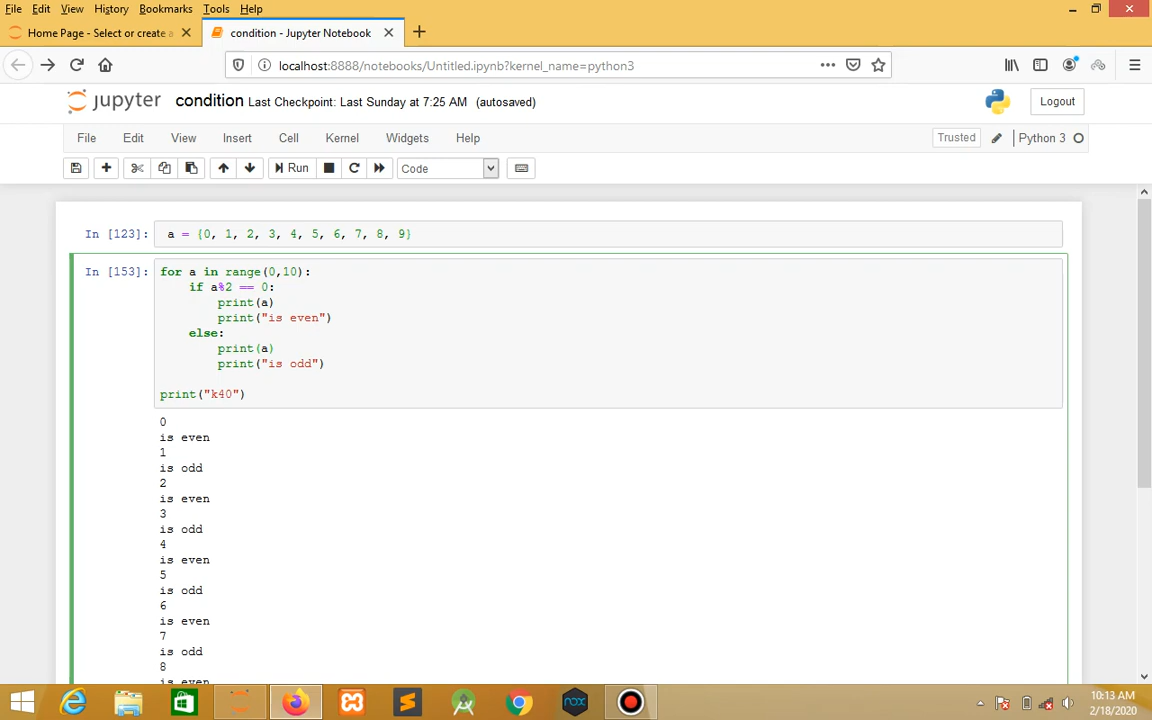 File Edit View History Bookmarks Tools Help
Home Page - Select or create a
condition - Jupyter Notebook
localhost:8888/notebooks/Untitled.ipynb?kernel_name=python3
jupyter condition Last Checkpoint: Last Sunday at 7:25 AM (autosaved)
Logout
File Edit View Insert Cell Kernel Widgets Help
Trusted
Python 3
Run
Code
In [123]: a = {0, 1, 2, 3, 4, 5, 6, 7, 8, 9}
In [153]: for a in range(0,10):
if a%2 == 0:
print(a)
print("is even")
else:
print(a)
print("is odd")
print("k40")
0
is even
1
is odd
2
is even
3
is odd
4
is even
5
is odd
6
is even
7
is odd
8
is even
nox
10:13 AM
2/18/2020